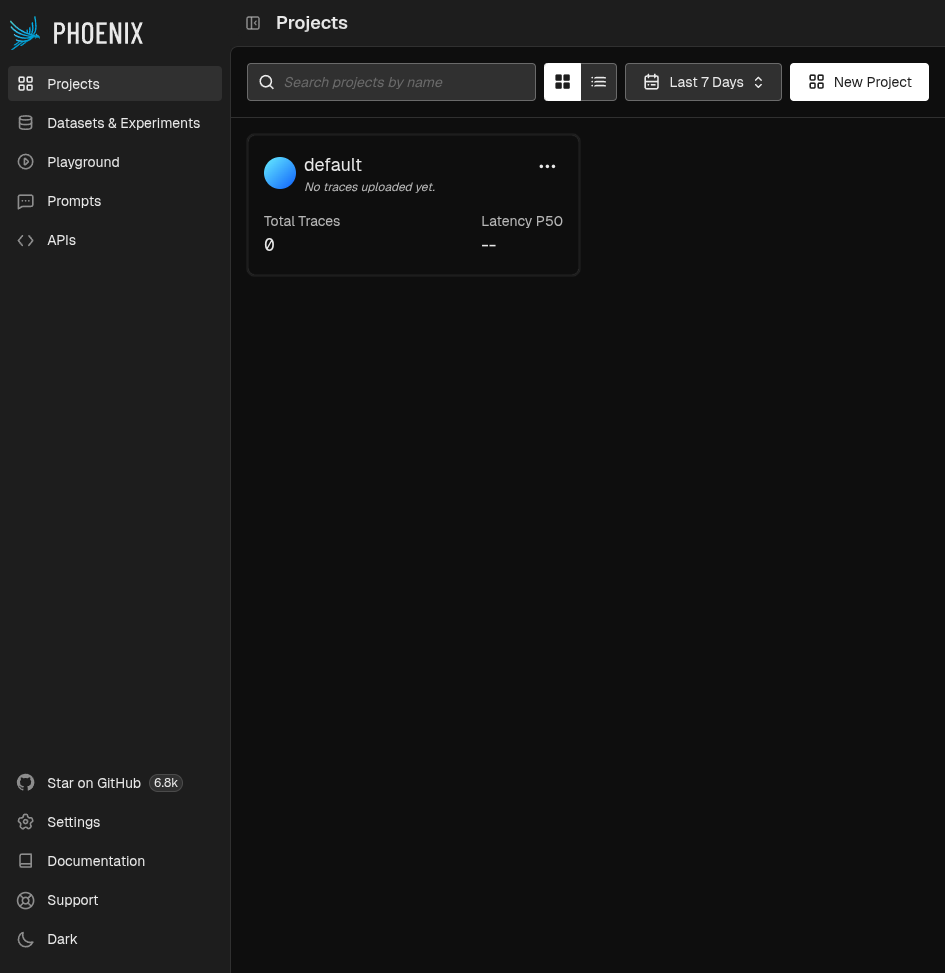 PHOENIX
Projects
Datasets & Experiments
Playground
Prompts
APIs
Star on GitHub 6.8k
Settings
Documentation
Support
Dark
Projects
Search projects by name
Last 7 Days
New Project
default
No traces uploaded yet.
Total Traces
0
Latency P50
--